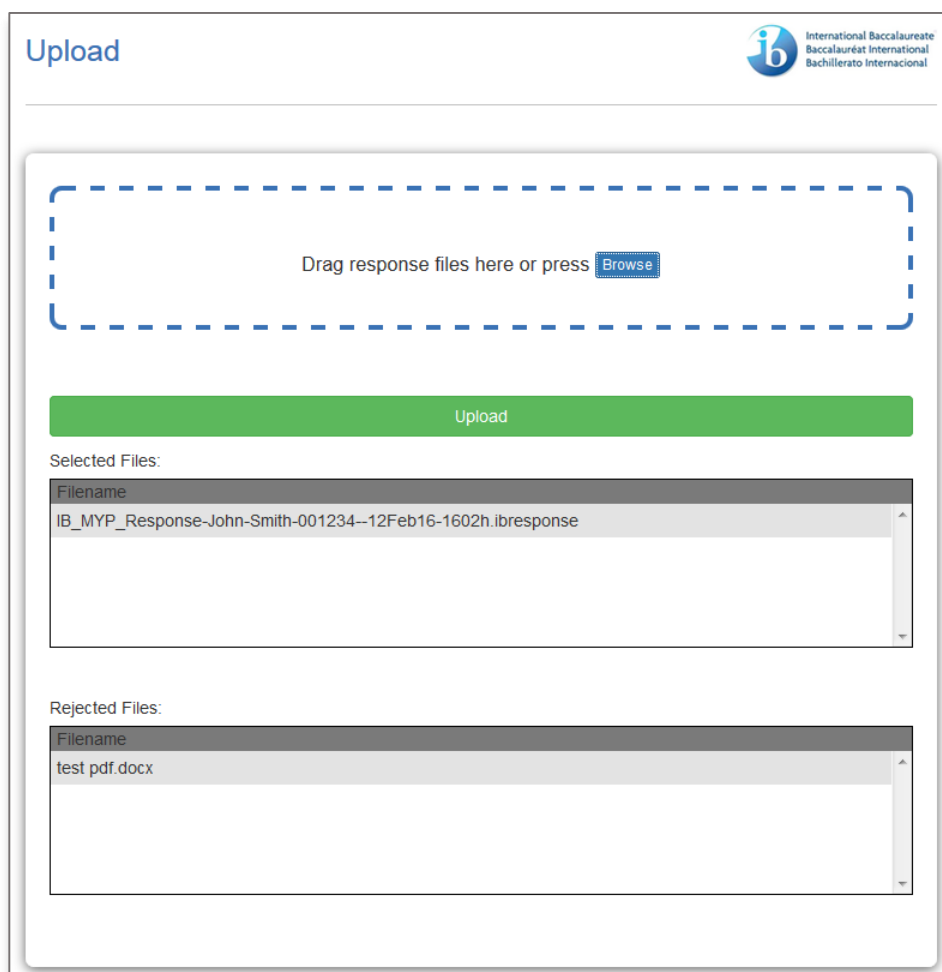 Upload
ib
International Baccalaureate
Baccalauréat International
Bachillerato Internacional
Drag response files here or press Browse
Upload
Selected Files:
Filename
IB_MYP_Response-John-Smith-001234--12Feb16-1602h.ibresponse
Rejected Files:
Filename
test pdf.docx